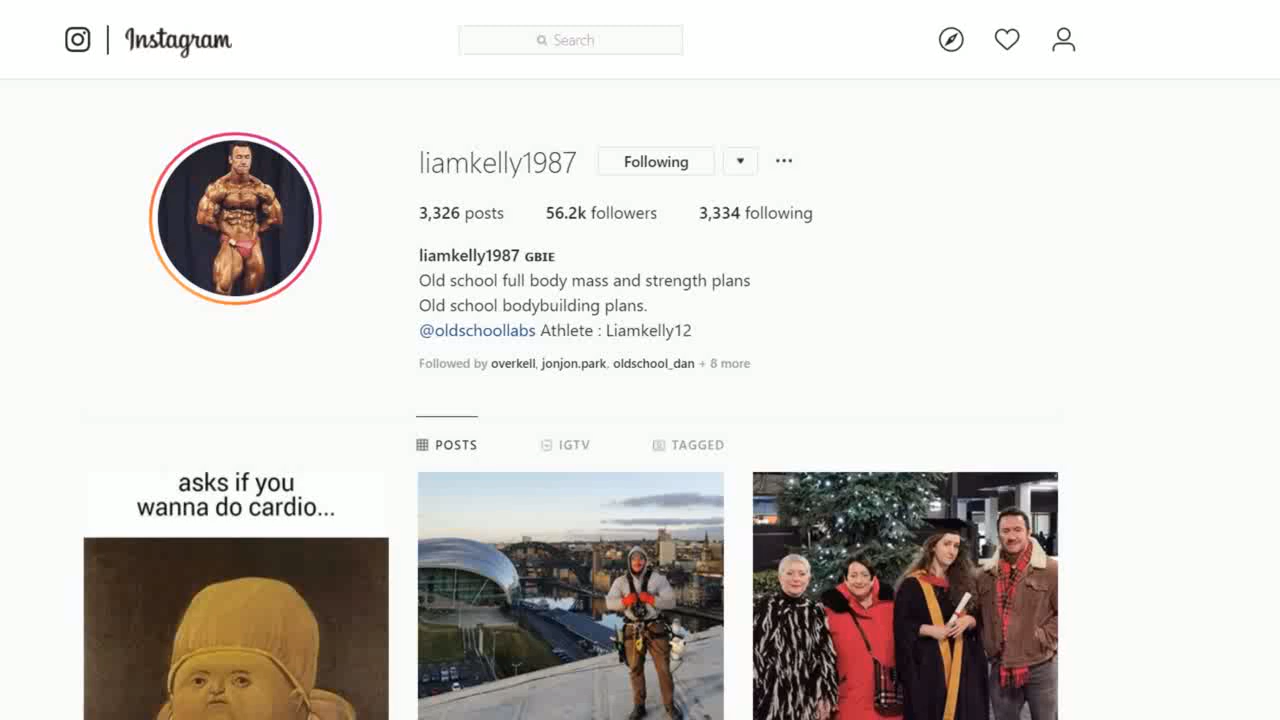 Instagram
Search
liamkelly1987 Following
3,326 posts 56.2k followers 3,334 following
liamkelly1987 ɢʙɪᴇ
Old school full body mass and strength plans
Old school bodybuilding plans.
@oldschoollabs Athlete : Liamkelly12
Followed by overkell, jonjon.park, oldschool_dan + 8 more
POSTS IGTV TAGGED
asks if you
wanna do cardio...